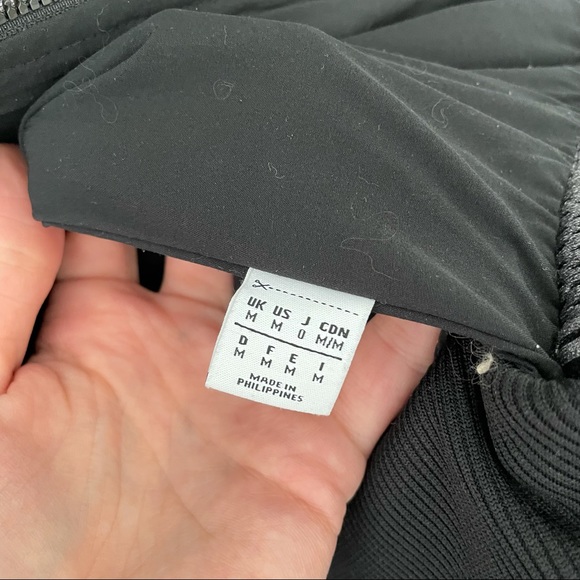 UK US J CDN
M M O M/M
D F E I
M M M M
MADE IN
PHILIPPINES